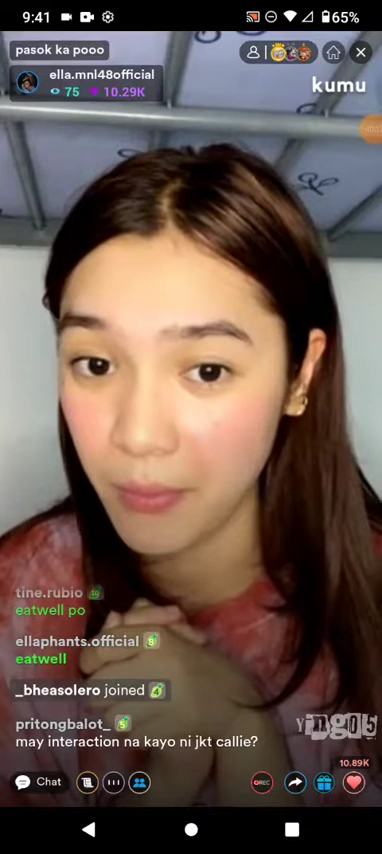 9:41
65%
pasok ka pooo
ella.mnl48official
75
10.29K
kumu
tine.rubio
eatwell po
ellaphants.official
eatwell
_bheasolero joined
pritongbalot_
may interaction na kayo ni jkt callie?
Ying05
10.89K
Chat
REC